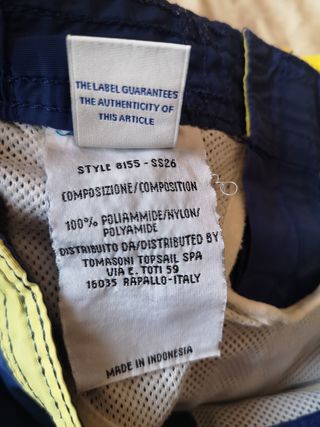 THE LABEL GUARANTEES
THE AUTHENTICITY OF
THIS ARTICLE
STYLE 6155 - SS26
COMPOSIZIONE/COMPOSITION
100% POLIAMMIDE/NYLON/
POLYAMIDE
DISTRIBUITO DA/DISTRIBUTED BY
TOMASONI TOPSAIL SPA
VIA E. TOTI 59
16035 RAPALLO-ITALY
MADE IN INDONESIA